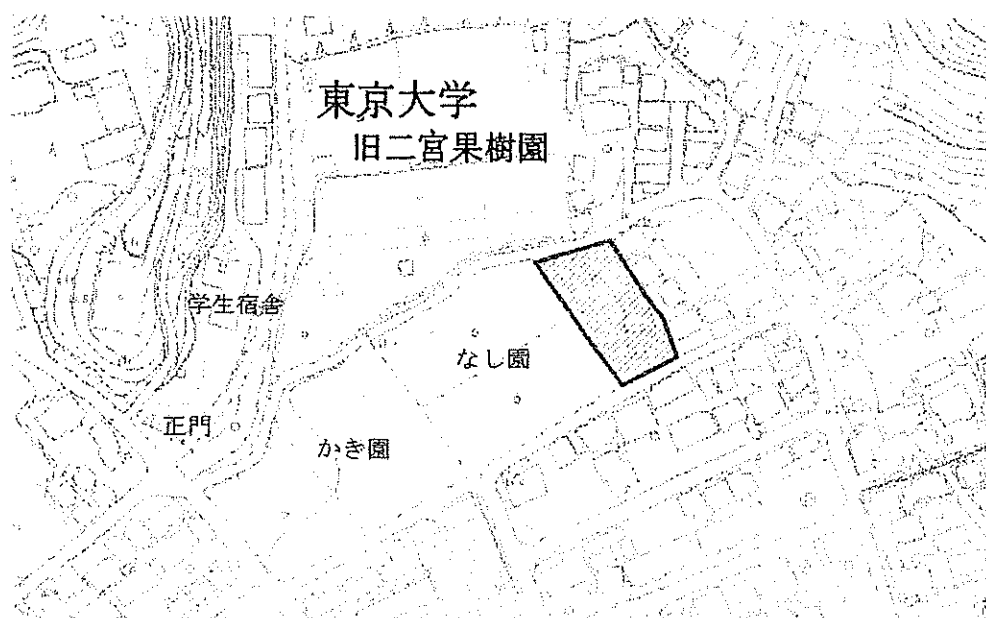 東京大学
旧二宮果樹園
学生宿舎
なし園
正門
かき園